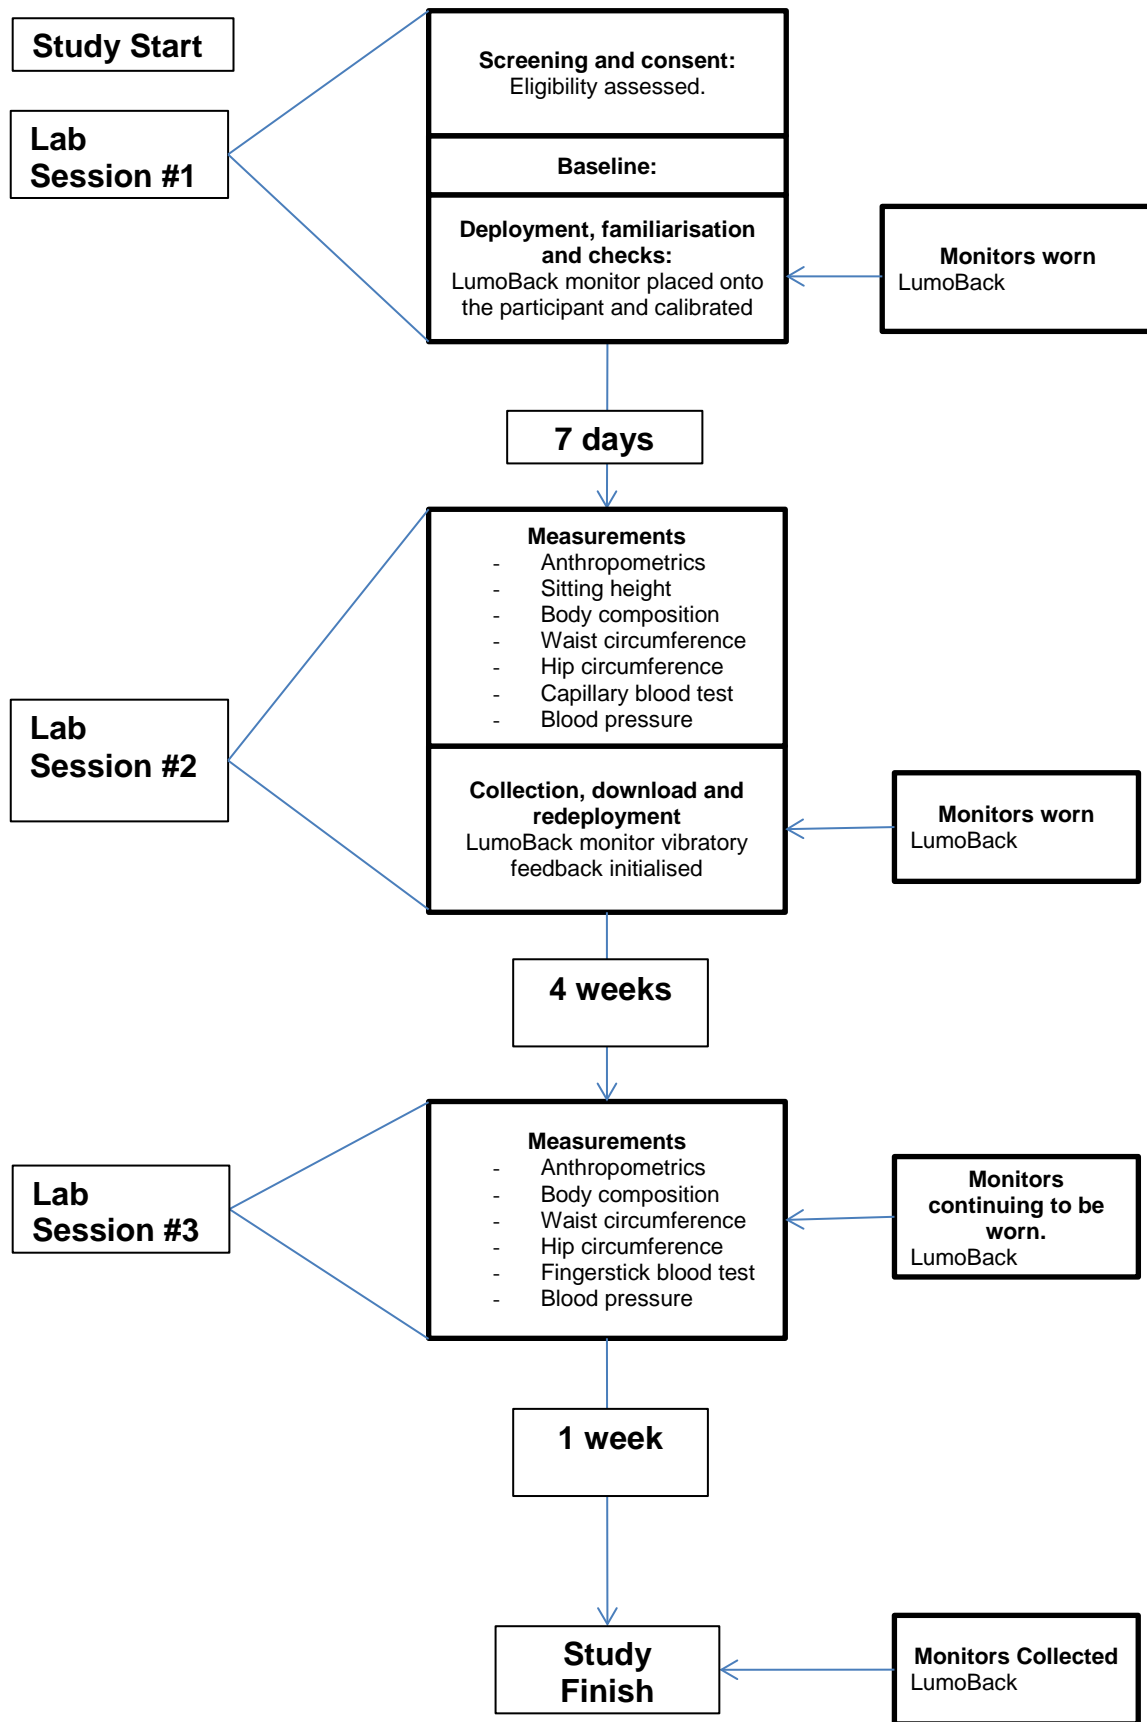 Study Start
Screening and consent:
Eligibility assessed.
Lab
Session #1
Baseline:
Deployment, familiarisation
and checks:
LumoBack monitor placed onto
the participant and calibrated
Monitors worn
LumoBack
7 days
Measurements
- Anthropometrics
- Sitting height
- Body composition
- Waist circumference
- Hip circumference
- Capillary blood test
- Blood pressure
Lab
Session #2
Collection, download and
redeployment
LumoBack monitor vibratory
feedback initialised
Monitors worn
LumoBack
4 weeks
Measurements
- Anthropometrics
- Body composition
- Waist circumference
- Hip circumference
- Fingerstick blood test
- Blood pressure
Lab
Session #3
Monitors
continuing to be
worn.
LumoBack
1 week
Study
Finish
Monitors Collected
LumoBack